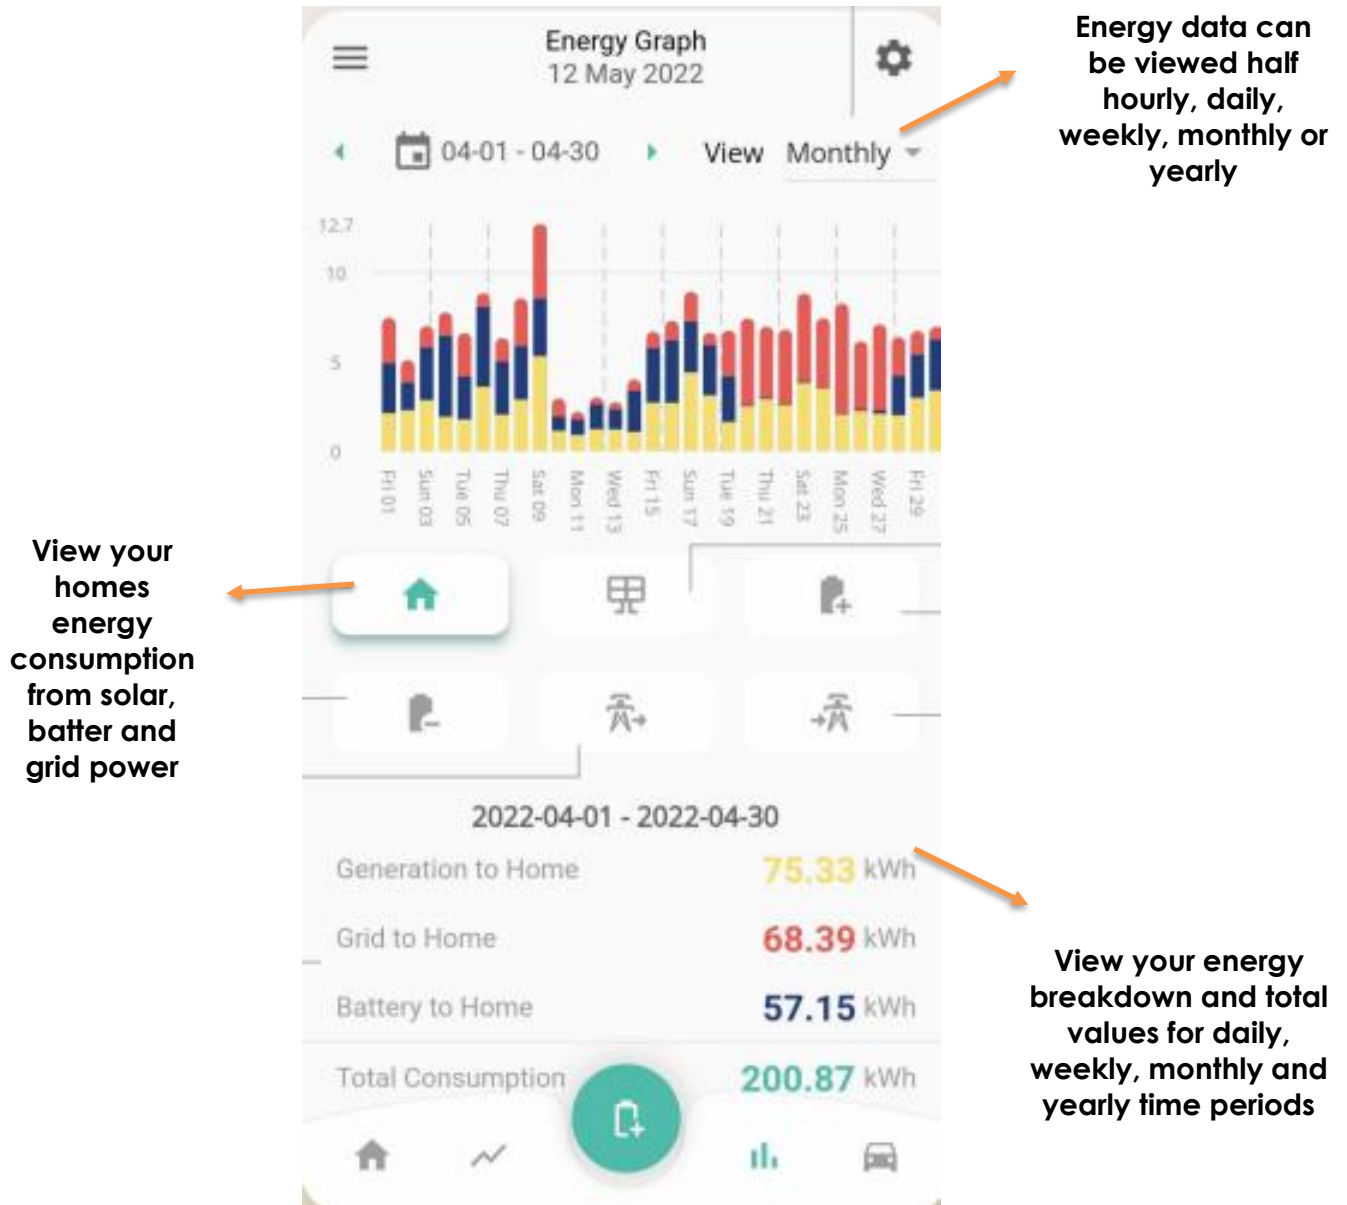 Energy Graph
12 May 2022
04-01 - 04-30
View Monthly
12.7
10
5
0
Fri 01
Sun 03
Tue 05
Thu 07
Sat 09
Mon 11
Wed 13
Fri 15
Sun 17
Tue 19
Thu 21
Sat 23
Mon 25
Wed 27
Fri 29
2022-04-01 - 2022-04-30
Generation to Home 75.33 kWh
Grid to Home 68.39 kWh
Battery to Home 57.15 kWh
Total Consumption 200.87 kWh
Energy data can
be viewed half
hourly, daily,
weekly, monthly or
yearly
View your
homes
energy
consumption
from solar,
batter and
grid power
View your energy
breakdown and total
values for daily,
weekly, monthly and
yearly time periods